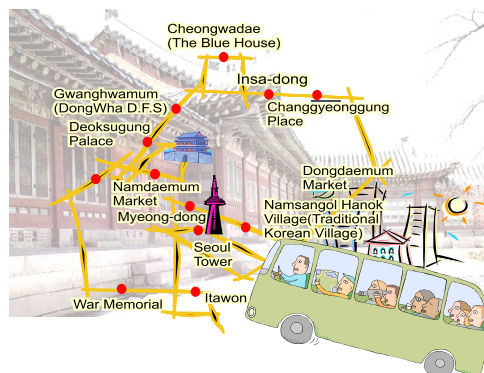 Cheongwadae
(The Blue House)
Insa-dong
Gwanghwamum
(DongWha D.F.S)
Changgyeonggung
Place
Deoksugung
Palace
Dongdaemum
Market
Namdaemum
Market
Namsangol Hanok
Village(Traditional
Korean Village)
Myeong-dong
Seoul
Tower
War Memorial
Itawon